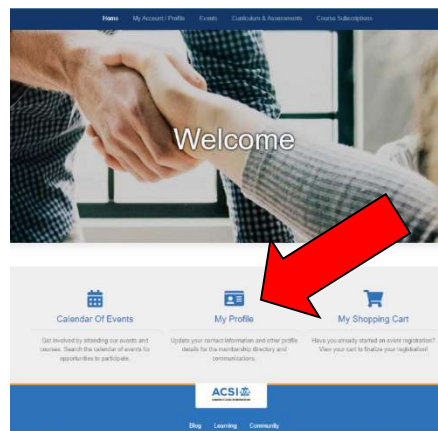 Home My Account / Profile Events Curriculum & Assessments Course Subscriptions
Welcome
Calendar Of Events
Get involved by attending our events and
courses. Search the calendar of events for
opportunities to participate.
My Profile
Update your contact information and other profile
details for the membership directory and
communications.
My Shopping Cart
Have you already started an event registration?
View your cart to finalize your registration!
ACSI
Blog Learning Community